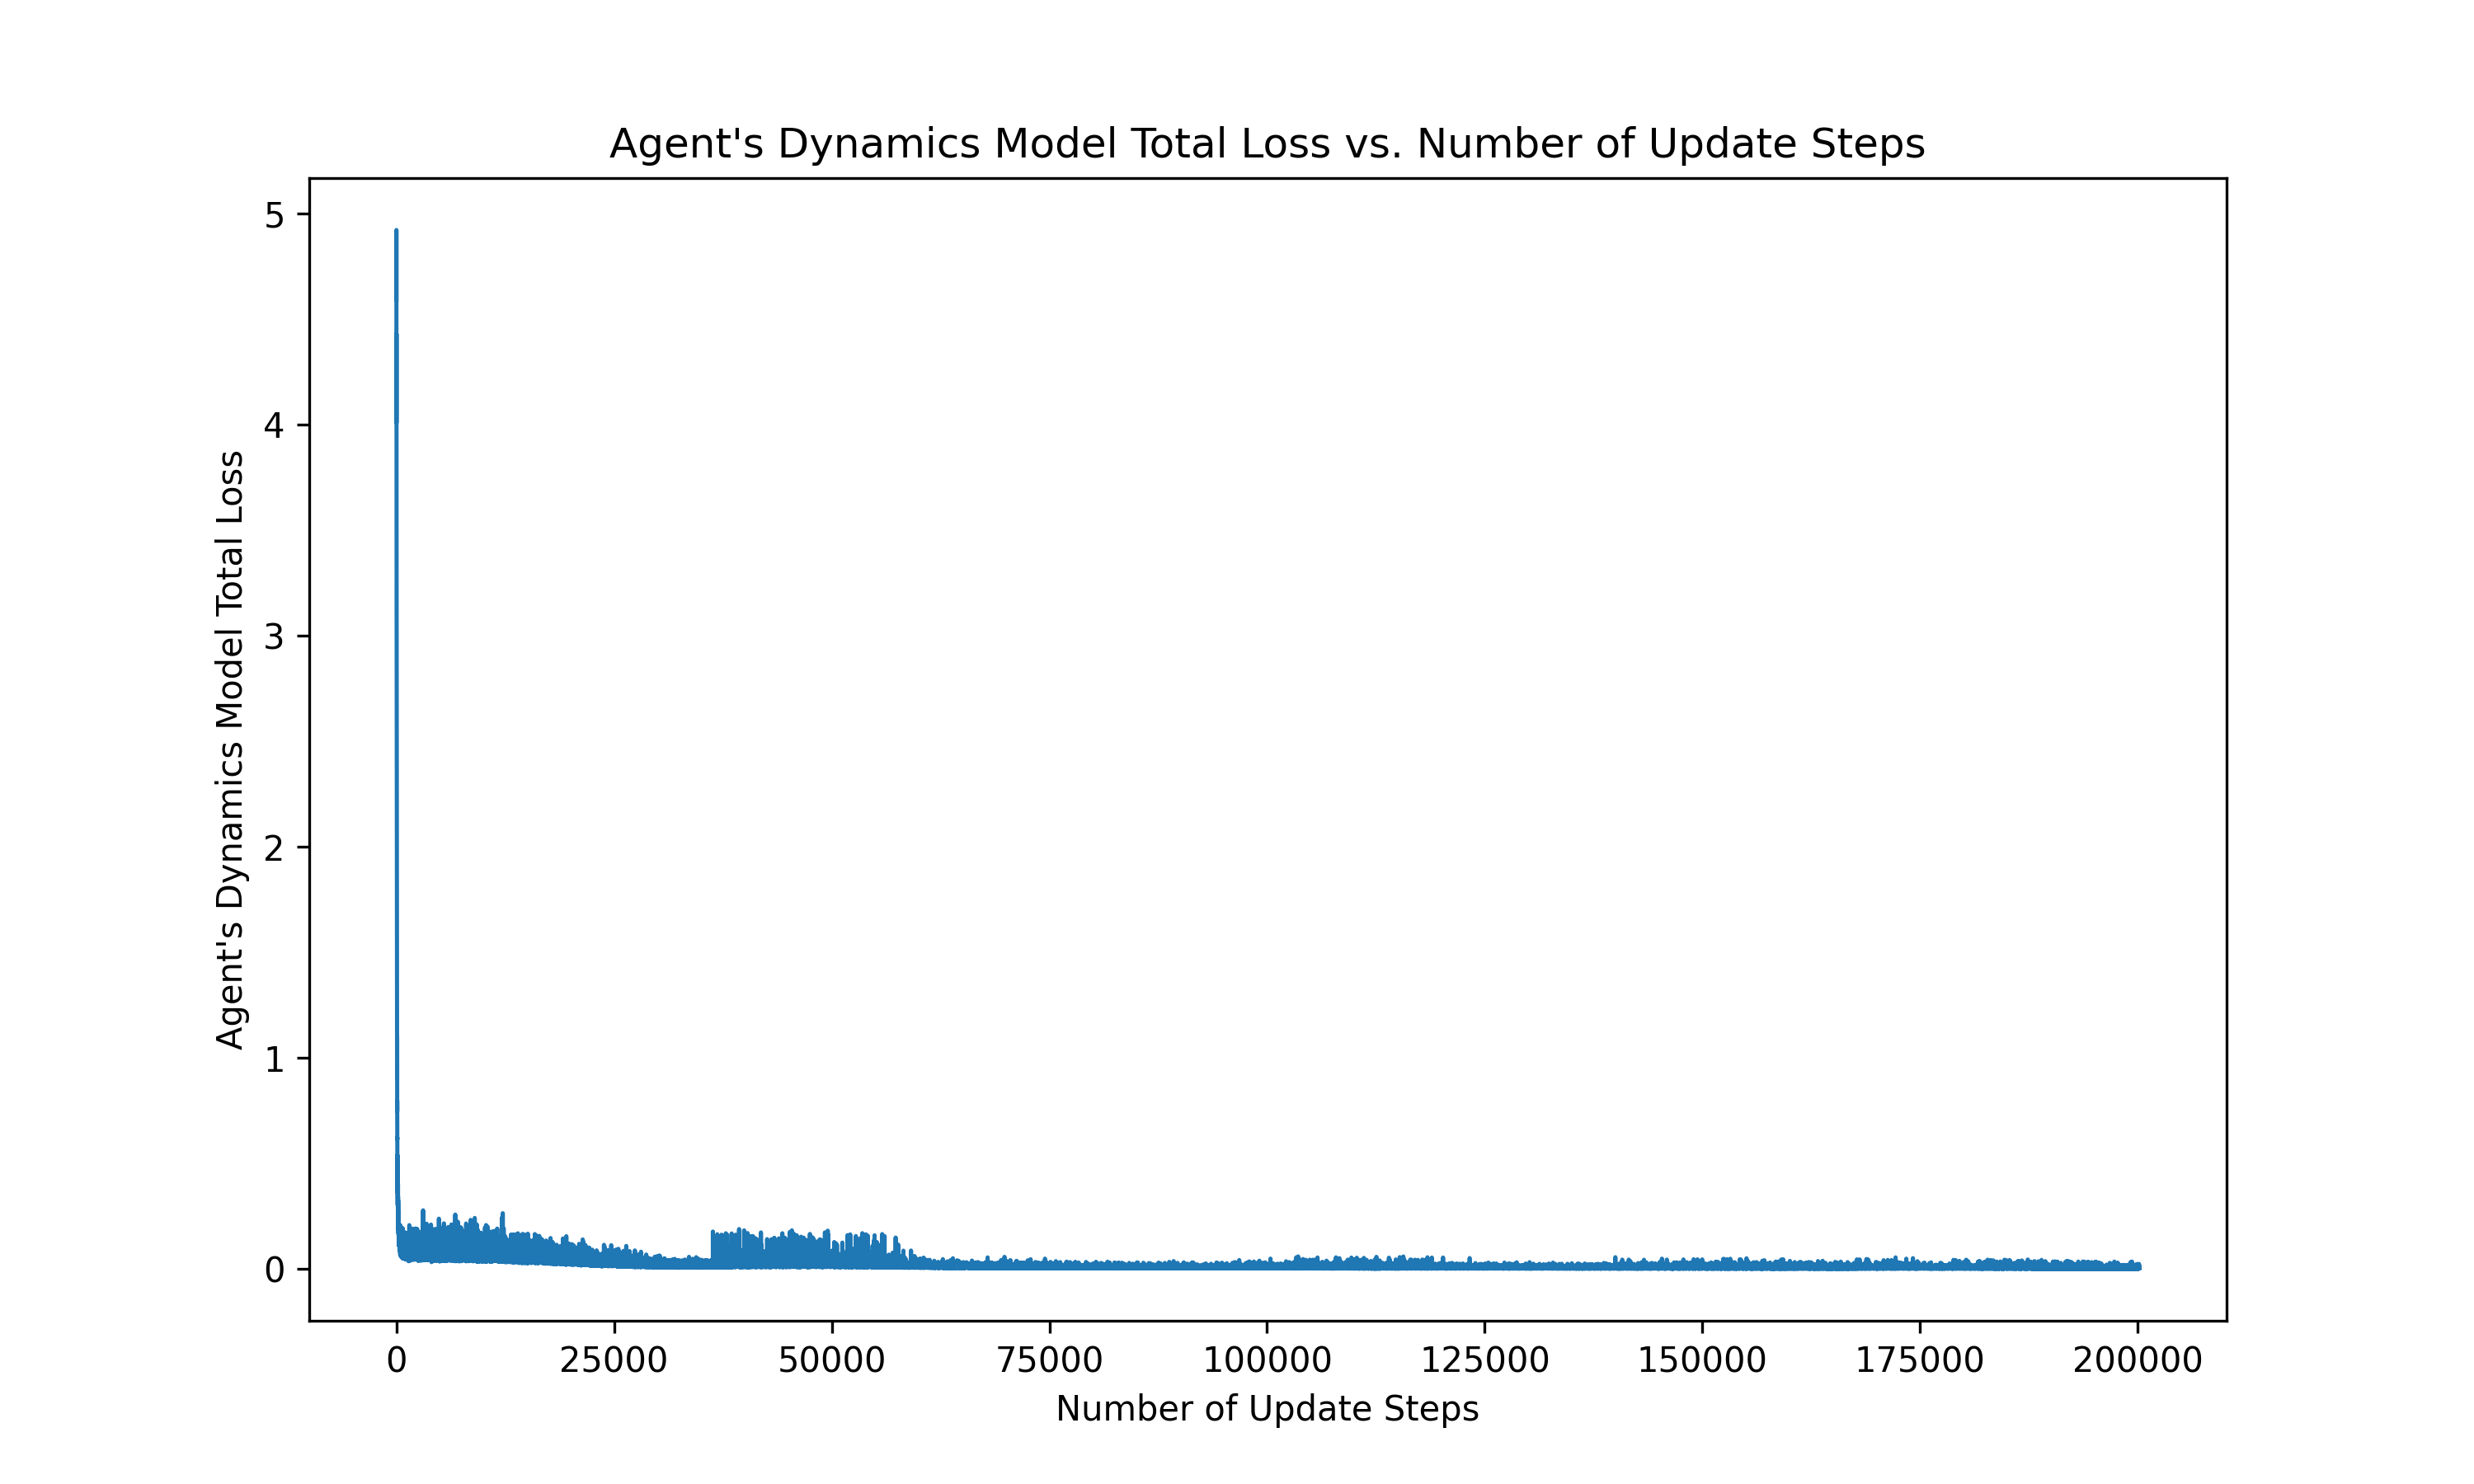 Agent's Dynamics Model Total Loss vs. Number of Update Steps
Agent's Dynamics Model Total Loss
5
4
3
2
1
0
0 25000 50000 75000 100000 125000 150000 175000 200000
Number of Update Steps